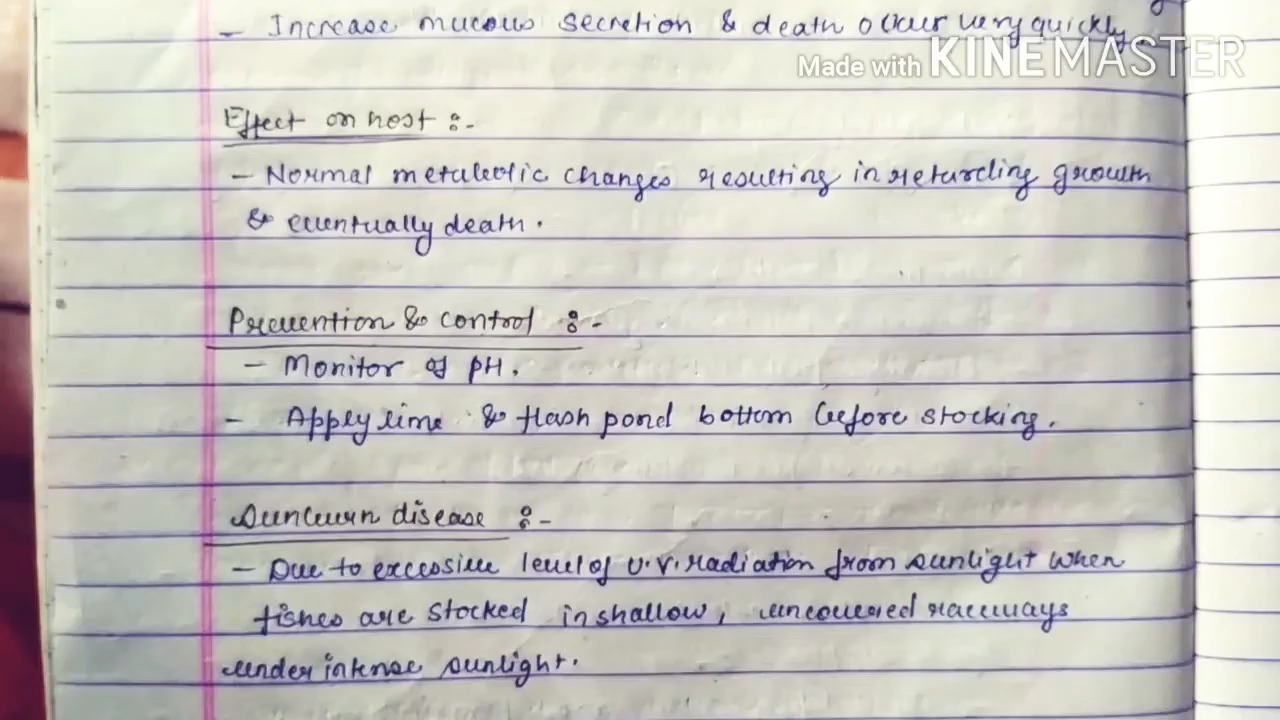 - Increase mucous secretion & death occur very quickly.
Made with KINEMASTER
Effect on host :-
- Normal metabolic changes resulting in retarding growth
& eventually death.
Prevention & control :-
- Monitor of pH.
- Apply lime & flash pond bottom before stocking.
Sunburn disease :-
- Due to excessive level of U.V. radiation from sunlight when
fishes are stocked in shallow, uncovered raceways
under intense sunlight.